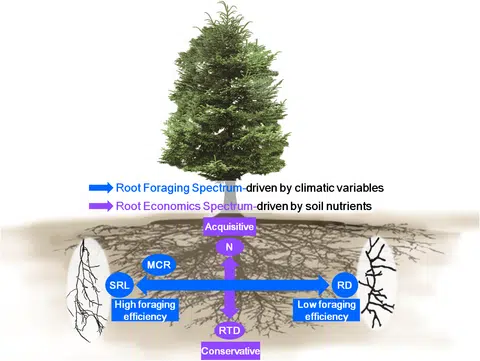 Root Foraging Spectrum-driven by climatic variables
Root Economics Spectrum-driven by soil nutrients
Acquisitive
N
MCR
SRL
RD
High foraging
efficiency
Low foraging
efficiency
RTD
Conservative